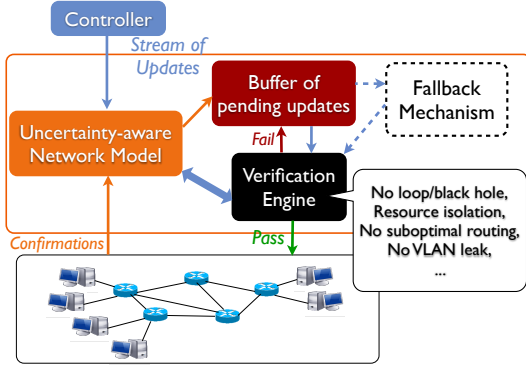 Controller
Stream of
Updates
Buffer of
pending updates
Fallback
Mechanism
Uncertainty-aware
Network Model
Fail
Verification
Engine
No loop/black hole,
Resource isolation,
No suboptimal routing,
No VLAN leak,
...
Confirmations
Pass